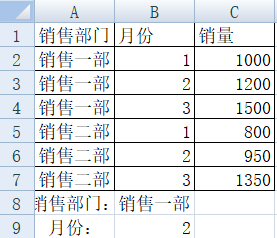 A B C
1 销售部门 月份 销量
2 销售一部 1 1000
3 销售一部 2 1200
4 销售一部 3 1500
5 销售二部 1 800
6 销售二部 2 950
7 销售二部 3 1350
8 销售部门: 销售一部
9 月份: 2